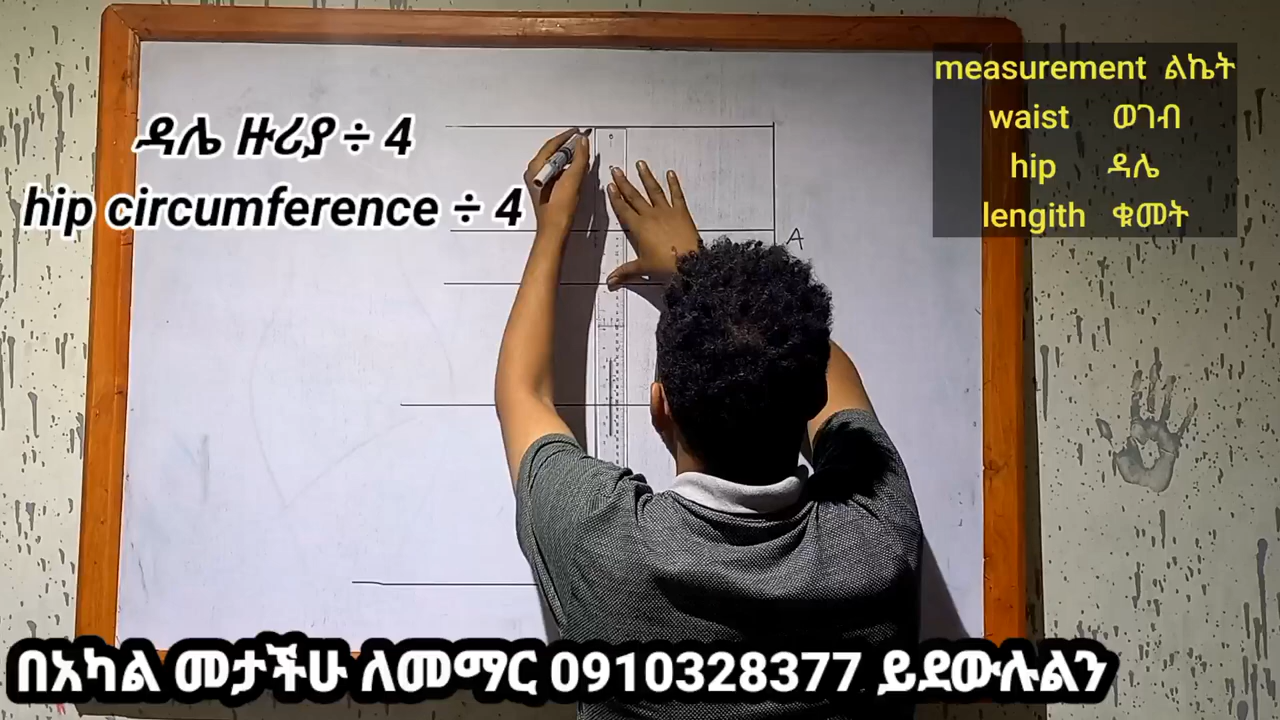 ዳሌ ዙሪያ ÷ 4
hip circumference ÷ 4
measurement ልኬት
waist ወገብ
hip ዳሌ
lengith ቁመት
A
በአካል መታችሁ ለመማር 0910328377 ይደውሉልን